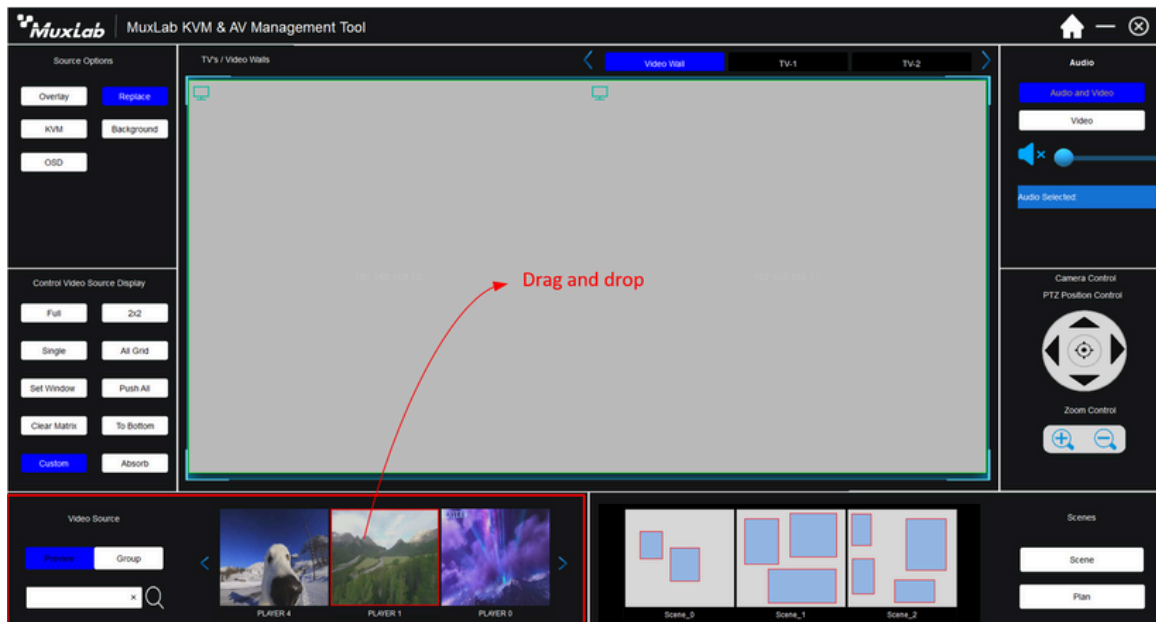 MuxLab
MuxLab KVM & AV Management Tool
Source Options
Overlay
Replace
KVM
Background
OSD
TV's / Video Walls
Video Wall
TV-1
TV-2
Audio
Audio and Video
Video
Audio Selected:
Drag and drop
Control Video Source Display
Full
2x2
Single
All Grid
Set Window
Push All
Clear Matrix
To Bottom
Custom
Absorb
Camera Control
PTZ Position Control
Zoom Control
Video Source
Preview
Group
PLAYER 4
PLAYER 1
PLAYER 0
Scene_0
Scene_1
Scene_2
Scenes
Scene
Plan